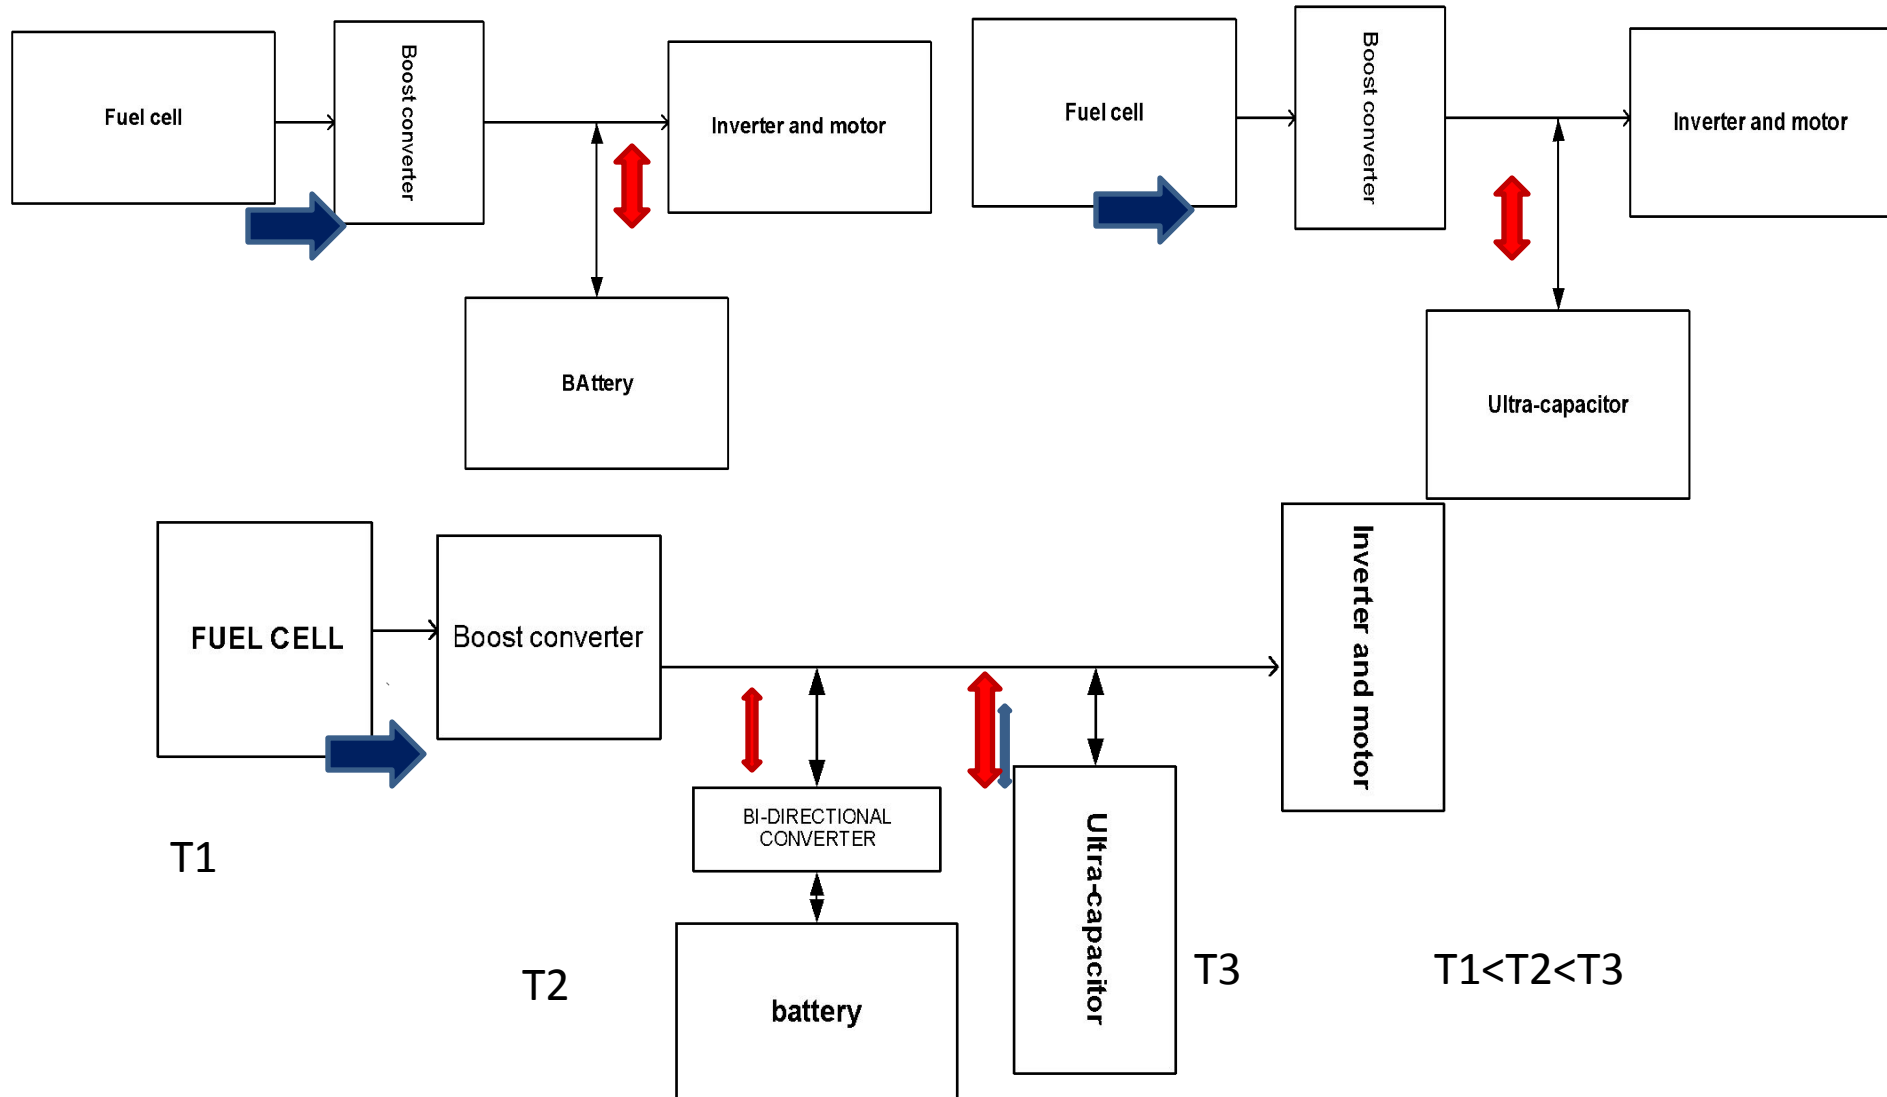 Fuel cell
Boost converter
Inverter and motor
BAttery
Fuel cell
Boost converter
Inverter and motor
Ultra-capacitor
FUEL CELL
Boost converter
BI-DIRECTIONAL
CONVERTER
battery
Ultra-capacitor
Inverter and motor
T1
T2
T3
T1<T2<T3